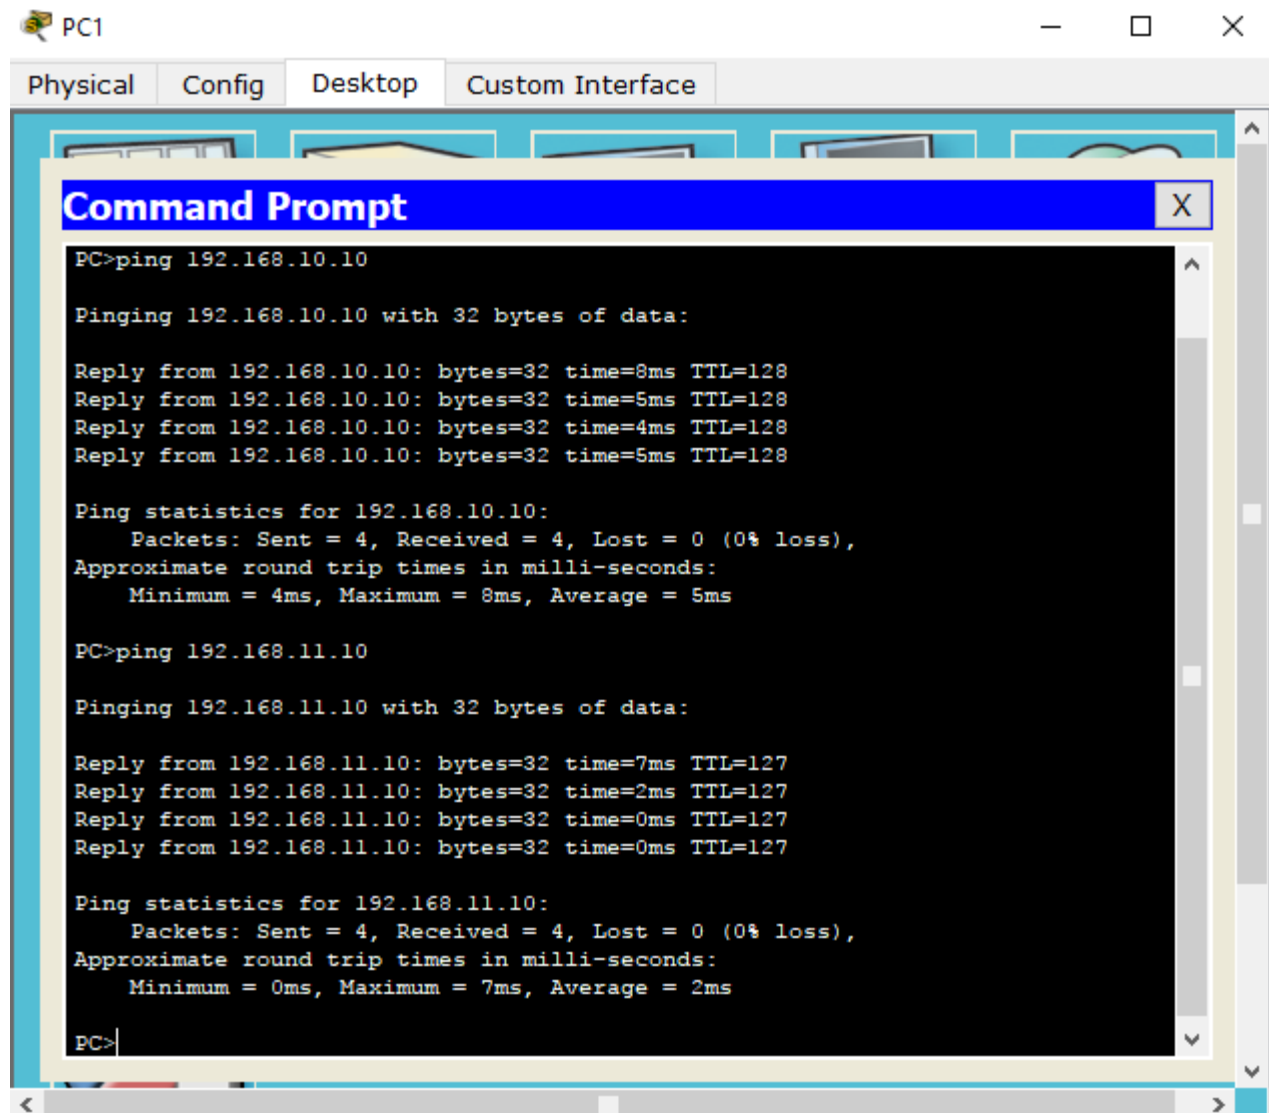 PC1
Physical Config Desktop Custom Interface
Command Prompt X
PC>ping 192.168.10.10
Pinging 192.168.10.10 with 32 bytes of data:
Reply from 192.168.10.10: bytes=32 time=8ms TTL=128
Reply from 192.168.10.10: bytes=32 time=5ms TTL=128
Reply from 192.168.10.10: bytes=32 time=4ms TTL=128
Reply from 192.168.10.10: bytes=32 time=5ms TTL=128
Ping statistics for 192.168.10.10:
Packets: Sent = 4, Received = 4, Lost = 0 (0% loss),
Approximate round trip times in milli-seconds:
Minimum = 4ms, Maximum = 8ms, Average = 5ms
PC>ping 192.168.11.10
Pinging 192.168.11.10 with 32 bytes of data:
Reply from 192.168.11.10: bytes=32 time=7ms TTL=127
Reply from 192.168.11.10: bytes=32 time=2ms TTL=127
Reply from 192.168.11.10: bytes=32 time=0ms TTL=127
Reply from 192.168.11.10: bytes=32 time=0ms TTL=127
Ping statistics for 192.168.11.10:
Packets: Sent = 4, Received = 4, Lost = 0 (0% loss),
Approximate round trip times in milli-seconds:
Minimum = 0ms, Maximum = 7ms, Average = 2ms
PC>